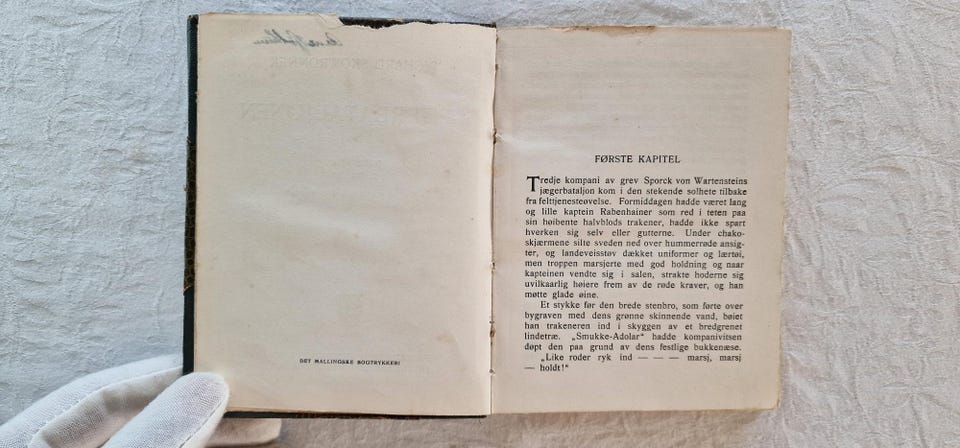 DET MALLINGSKE BOGTRYKKERI
FØRSTE KAPITEL
Tredje kompani av grev Sporck von Wartensteins
jægerbataljon kom i den stekende solhete tilbake
fra felttjenesteøvelse. Formiddagen hadde været lang
og lille kaptein Rabenhainer som red i teten paa
sin høibente halvblods trakener, hadde ikke spart
hverken sig selv eller gutterne. Under chako-
skjærmene silte sveden ned over hummerrøde ansig-
ter, og landeveisstøv dækket uniformer og lærtøi,
men troppen marsjerte med god holdning og naar
kapteinen vendte sig i salen, strakte hoderne sig
uvilkaarlig høiere frem av de røde kraver, og han
møtte glade øine.
Et stykke før den brede stenbro, som førte over
bygraven med dens grønne skinnende vand, bøiet
han trakeneren ind i skyggen av et bredgrenet
lindetræ. „Smukke-Adolar" hadde kompanivitsen
døpt den paa grund av dens festlige bukkenæse.
„Like roder ryk ind — — — marsj, marsj
— holdt!"